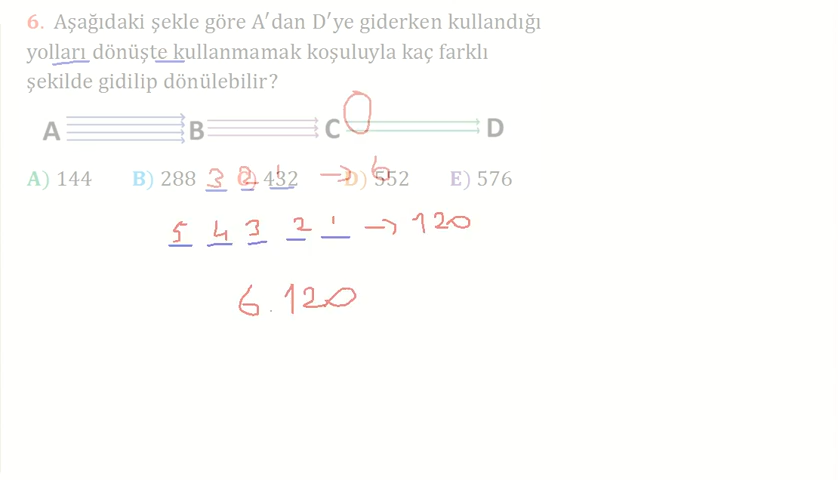 6. Aşağıdaki şekle göre A'dan D'ye giderken kullandığı
yolları dönüşte kullanmamak koşuluyla kaç farklı
şekilde gidilip dönülebilir?
A B C D
A) 144 B) 288 C) 432 D) 552 E) 576
3 2 1 → 6
5 4 3 2 1 → 120
6.120